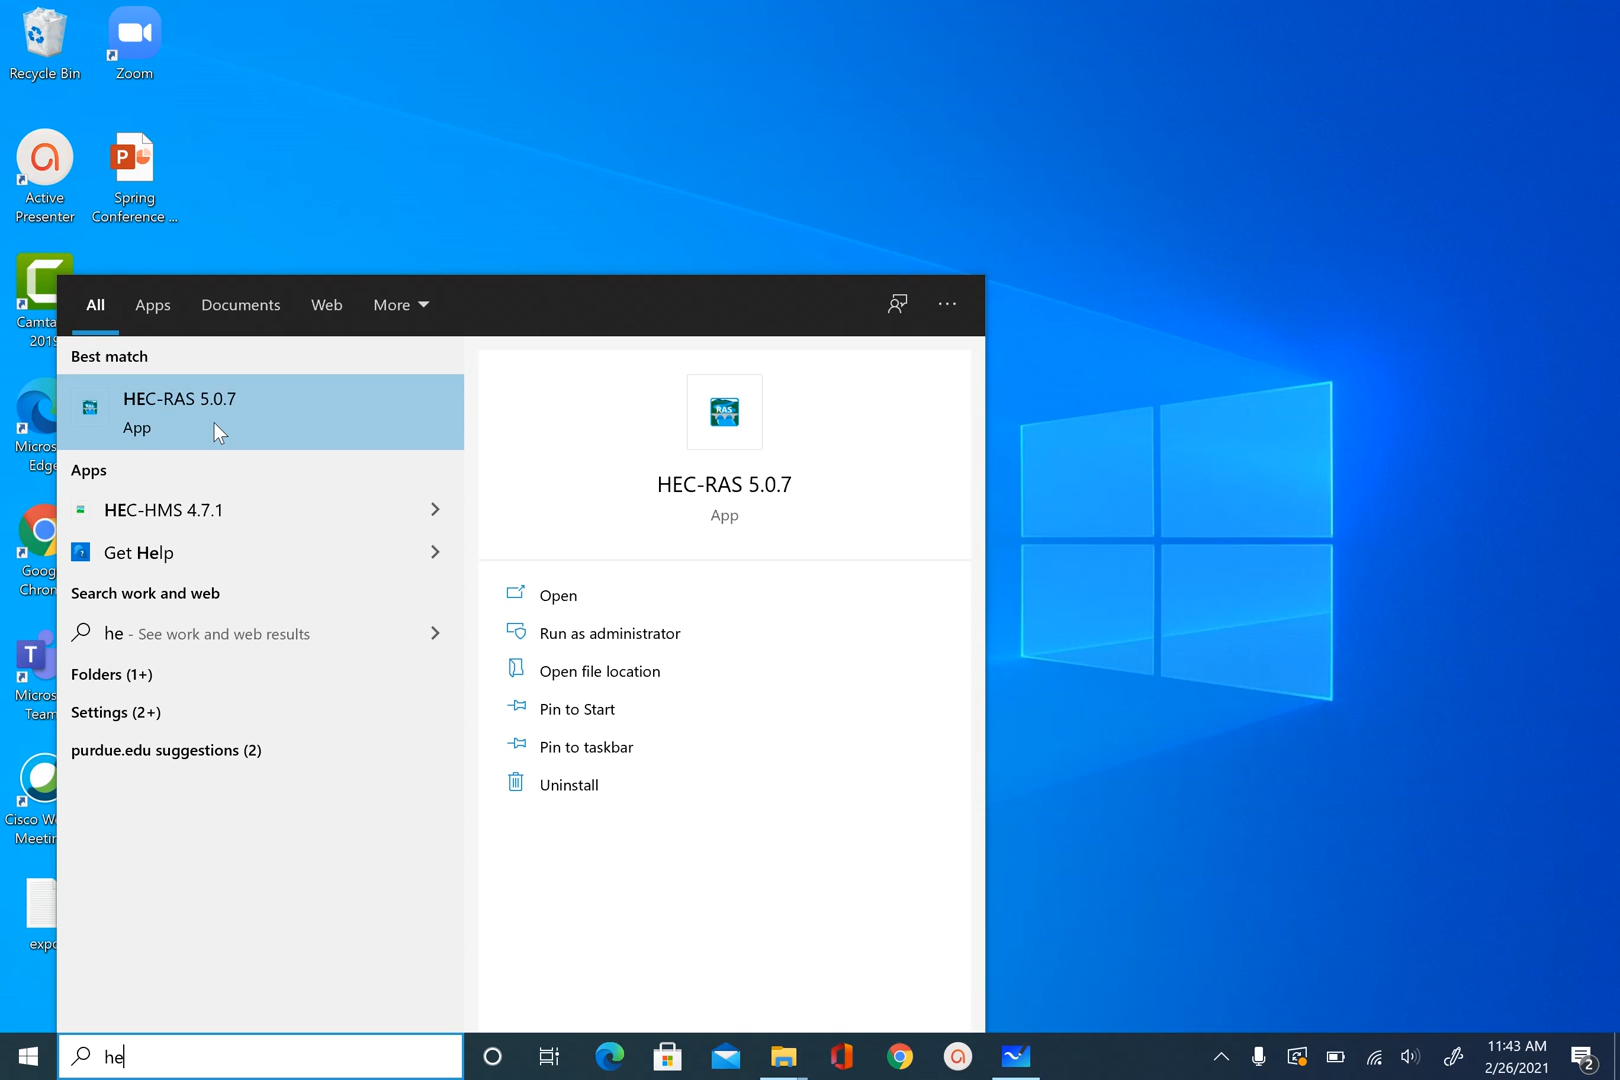 Recycle Bin
Zoom
Active
Presenter
P
Spring
Conference ...
Camta
2019
Micros
Edge
Goog
Chrom
T
Micros
Team
Cisco W
Meetin
expo
All
Apps
Documents
Web
More
Best match
HEC-RAS 5.0.7
App
Apps
HEC-HMS 4.7.1
Get Help
Search work and web
he - See work and web results
Folders (1+)
Settings (2+)
purdue.edu suggestions (2)
RAS
HEC-RAS 5.0.7
App
Open
Run as administrator
Open file location
Pin to Start
Pin to taskbar
Uninstall
he
11:43 AM
2/26/2021
2